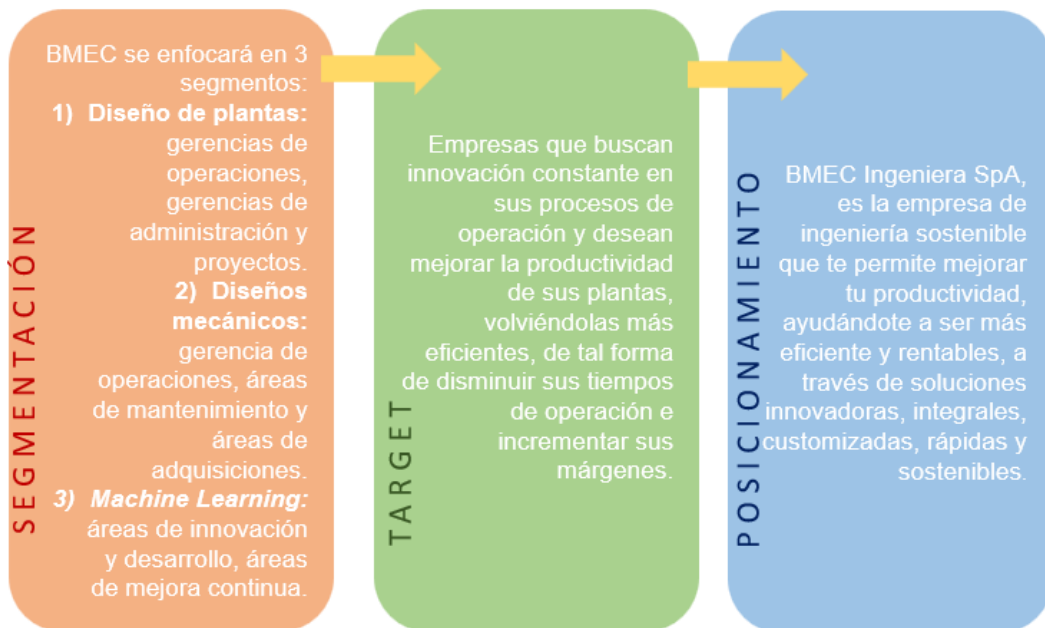 SEGMENTACIÓN
BMEC se enfocará en 3
segmentos:
1) Diseño de plantas:
gerencias de
operaciones,
gerencias de
administración y
proyectos.
2) Diseños
mecánicos:
gerencia de
operaciones, áreas
de mantenimiento y
áreas de
adquisiciones.
3) Machine Learning:
áreas de innovación
y desarrollo, áreas
de mejora continua.
TARGET
Empresas que buscan
innovación constante en
sus procesos de
operación y desean
mejorar la productividad
de sus plantas,
volviéndolas más
eficientes, de tal forma
de disminuir sus tiempos
de operación e
incrementar sus
márgenes.
POSICIONAMIENTO
BMEC Ingeniera SpA,
es la empresa de
ingeniería sostenible
que te permite mejorar
tu productividad,
ayudándote a ser más
eficiente y rentables, a
través de soluciones
innovadoras, integrales,
customizadas, rápidas y
sostenibles.